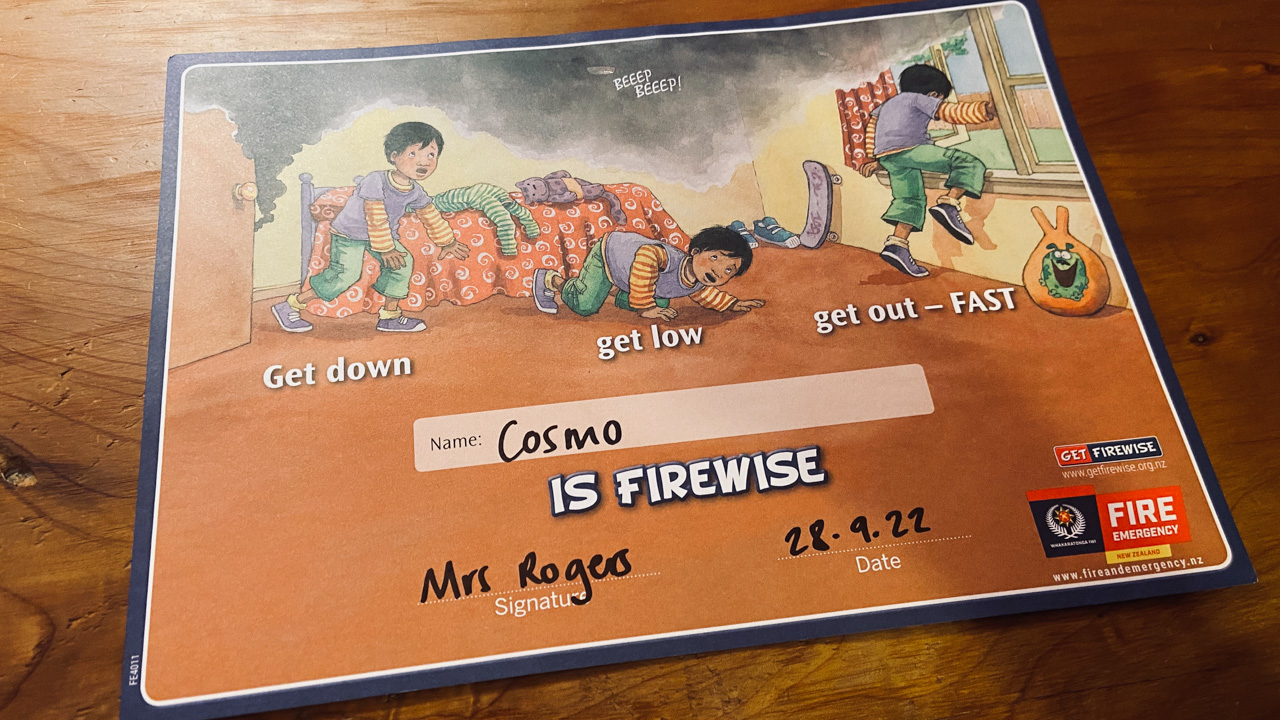 BEEEP
BEEEP!
Get down
get low
get out – FAST
Name: Cosmo
IS FIREWISE
GET FIREWISE
www.getfirewise.org.nz
Mrs Rogers
Signature
28.9.22
Date
WHAKARATONGA IWI
FIRE
EMERGENCY
NEW ZEALAND
www.fireandemergency.nz
FE4011